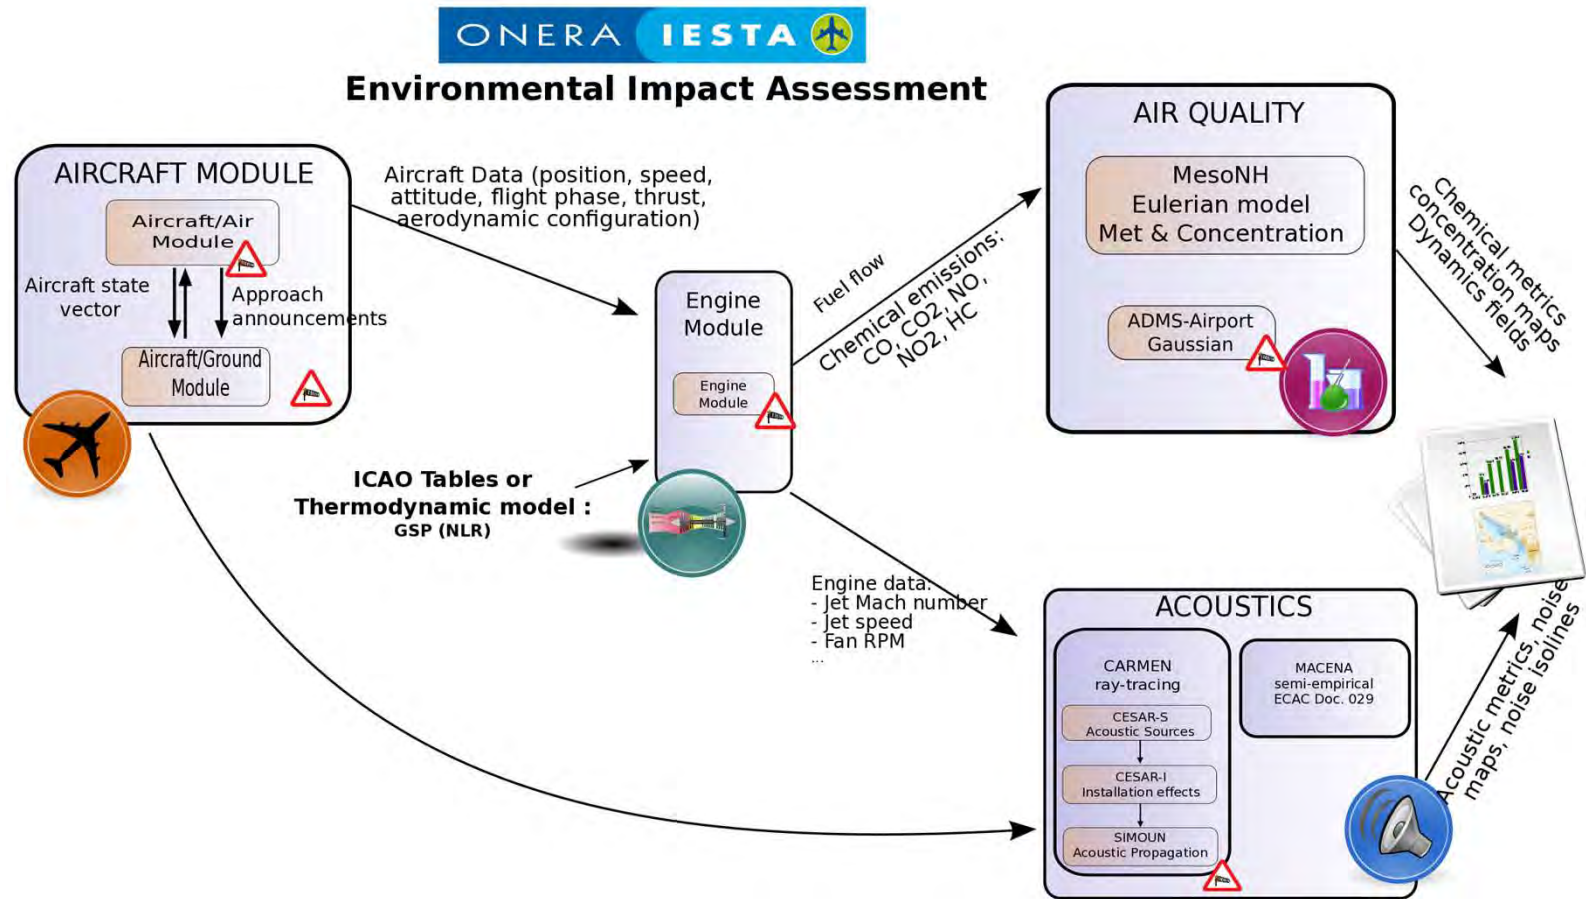 ONERA IESTA
Environmental Impact Assessment
AIRCRAFT MODULE
Aircraft/Air
Module
Aircraft state
vector
Approach
announcements
Aircraft/Ground
Module
Aircraft Data (position, speed,
attitude, flight phase, thrust,
aerodynamic configuration)
Engine
Module
Engine
Module
ICAO Tables or
Thermodynamic model :
GSP (NLR)
Fuel flow
Chemical emissions:
CO, CO2, NO,
NO2, HC
AIR QUALITY
MesoNH
Eulerian model
Met & Concentration
ADMS-Airport
Gaussian
Chemical metrics
concentration maps
Dynamics fields
Engine data:
- Jet Mach number
- Jet speed
- Fan RPM
...
ACOUSTICS
CARMEN
ray-tracing
CESAR-S
Acoustic Sources
CESAR-I
Installation effects
SIMOUN
Acoustic Propagation
MACENA
semi-empirical
ECAC Doc. 029
Acoustic metrics, noise
maps, noise isolines